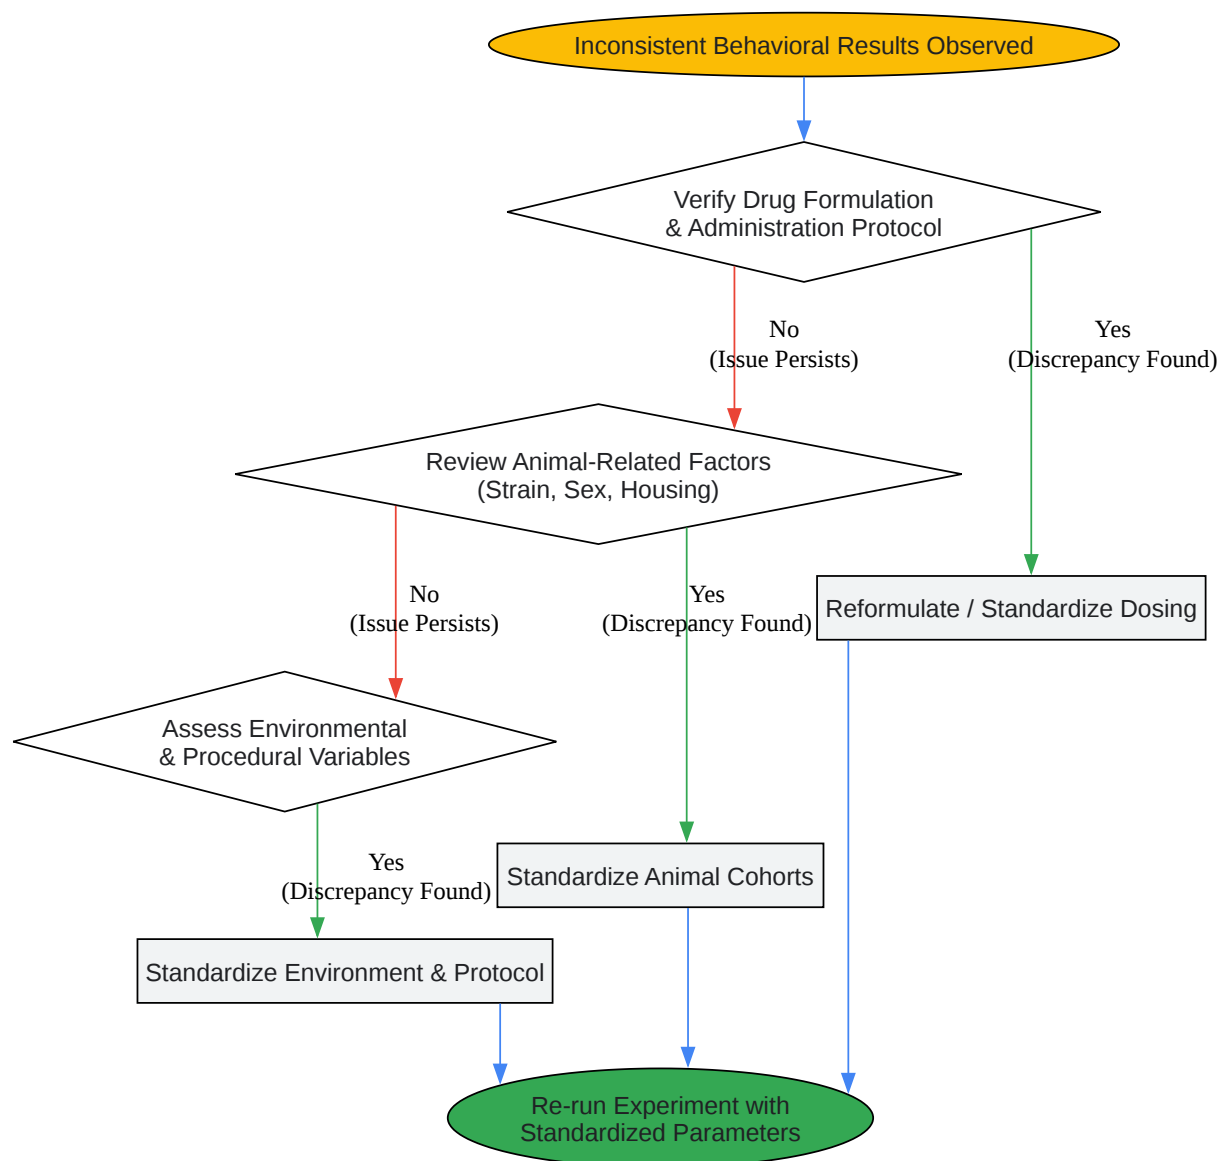 Inconsistent Behavioral Results Observed
Verify Drug Formulation
& Administration Protocol
No
(Issue Persists)
Yes
(Discrepancy Found)
Review Animal-Related Factors
(Strain, Sex, Housing)
No
(Issue Persists)
Yes
(Discrepancy Found)
Reformulate / Standardize Dosing
Assess Environmental
& Procedural Variables
Yes
(Discrepancy Found)
Standardize Animal Cohorts
Standardize Environment & Protocol
Re-run Experiment with
Standardized Parameters